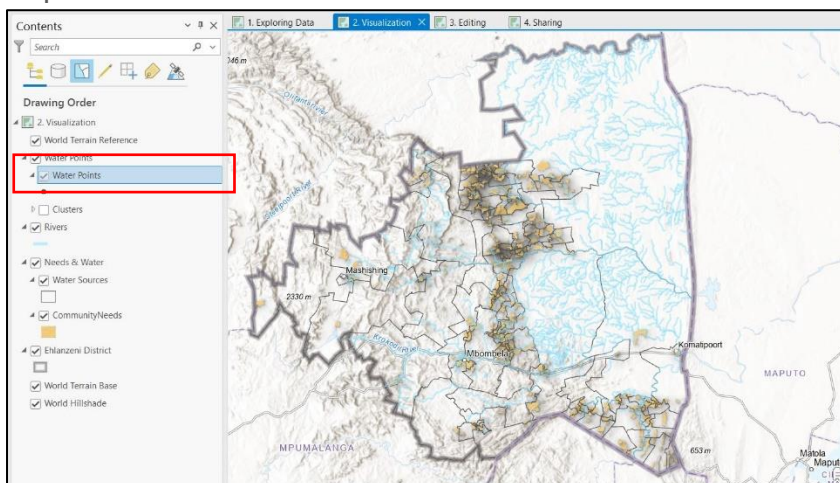 Contents
Search
Drawing Order
2. Visualization
World Terrain Reference
Water Points
Water Points
Clusters
Rivers
Needs & Water
Water Sources
CommunityNeeds
Ehlanzeni District
World Terrain Base
World Hillshade
1. Exploring Data
2. Visualization
3. Editing
4. Sharing
Mashishing
2330 m
Mbombela
Komatipoort
MAPUTO
MPUMALANGA
653 m
Matola